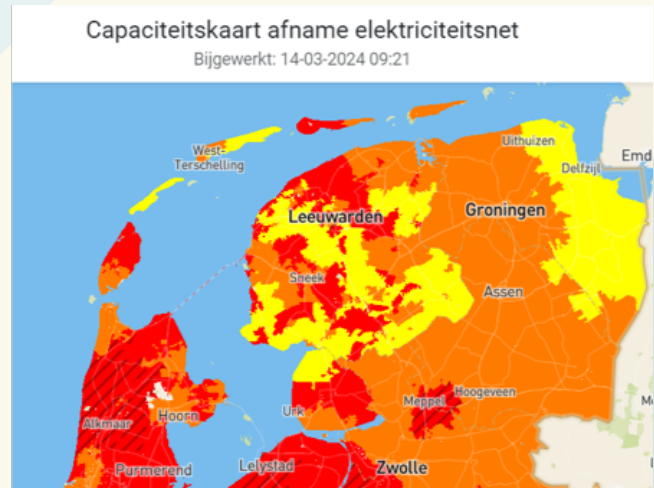 Capaciteitskaart afname elektriciteitsnet
Bijgewerkt: 14-03-2024 09:21
Uithuizen
West-
Terschelling
Delfzijl
Emd
Leeuwarden
Groningen
Sneek
Assen
Meppel
Hoogeveen
Urk
Hoorn
Alkmaar
Purmerend
Lelystad
Zwolle